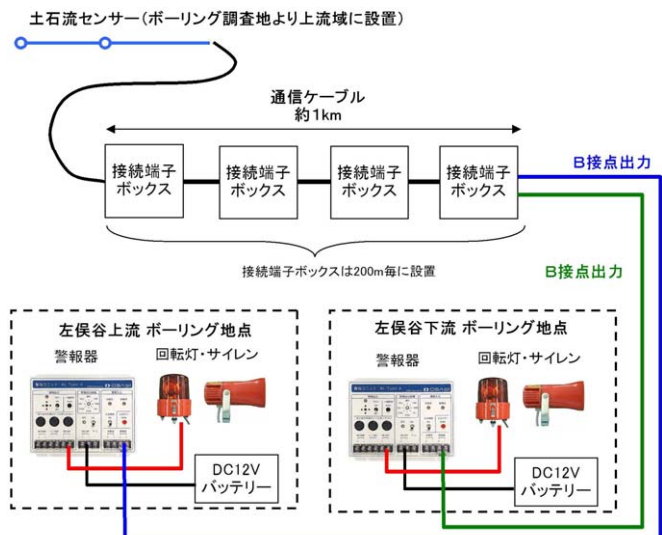 土石流センサー(ボーリング調査地より上流域に設置)
通信ケーブル
約1km
接続端子
ボックス
接続端子
ボックス
接続端子
ボックス
接続端子
ボックス
B接点出力
接続端子ボックスは200m毎に設置
B接点出力
左俣谷上流 ボーリング地点
警報器
回転灯・サイレン
DC12V
バッテリー
左俣谷下流 ボーリング地点
警報器
回転灯・サイレン
DC12V
バッテリー